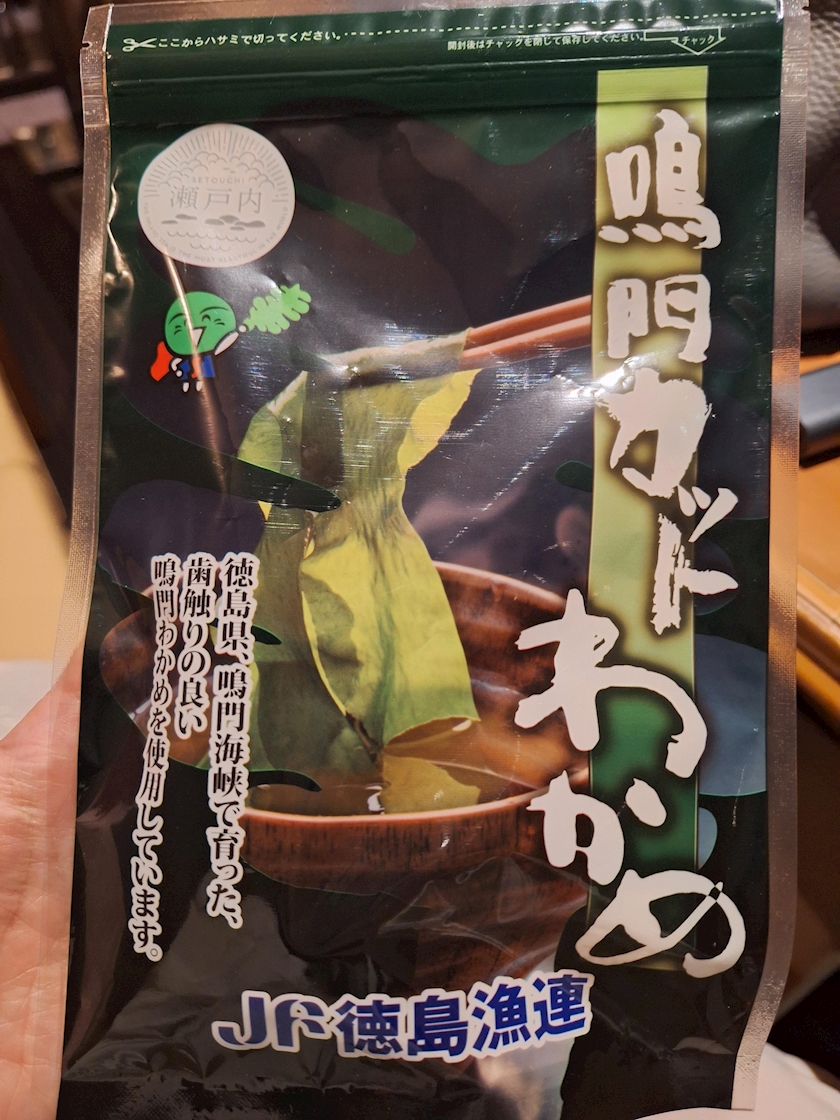 ここからハサミで切ってください。
開封後はチャックを閉じて保存してください。
チャック
SETOUCHI
瀬戸内
鳴門カット
わかめ
徳島県、鳴門海峡で育った、
歯触りの良い
鳴門わかめを使用しています。
JF徳島漁連